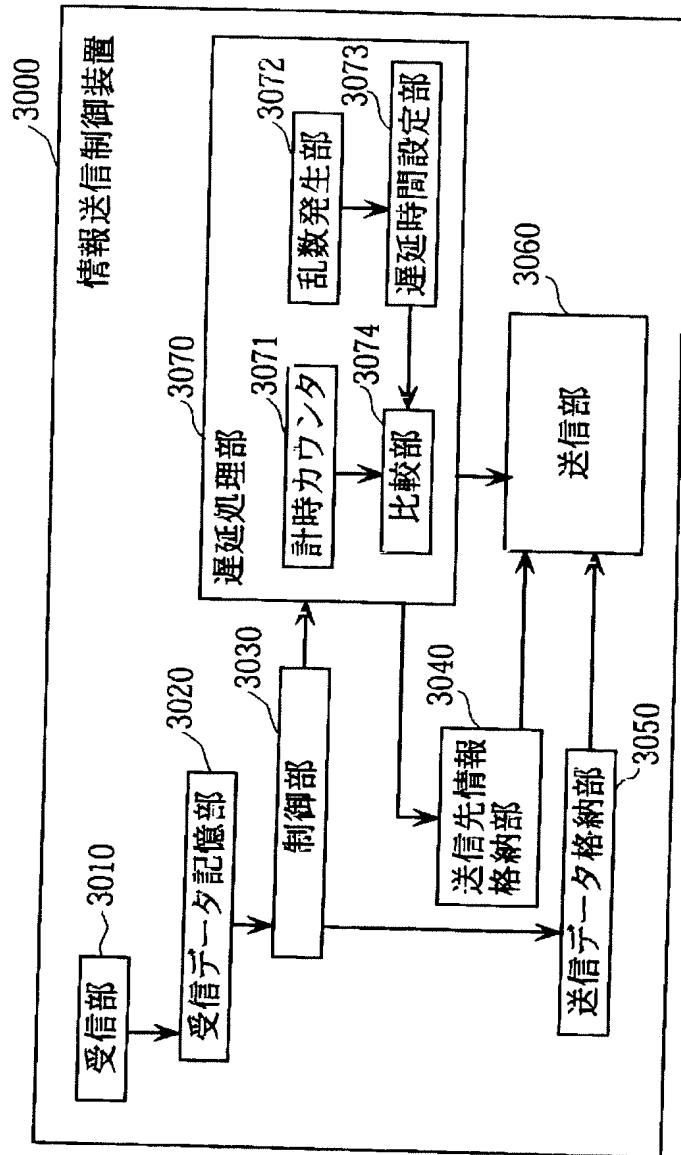 3000
情報送信制御装置
3010
受信部
3020
受信データ記憶部
3030
制御部
3070
遅延処理部
3071
計時カウンタ
3072
乱数発生部
3073
遅延時間設定部
3074
比較部
3040
送信先情報
格納部
3050
送信データ格納部
3060
送信部